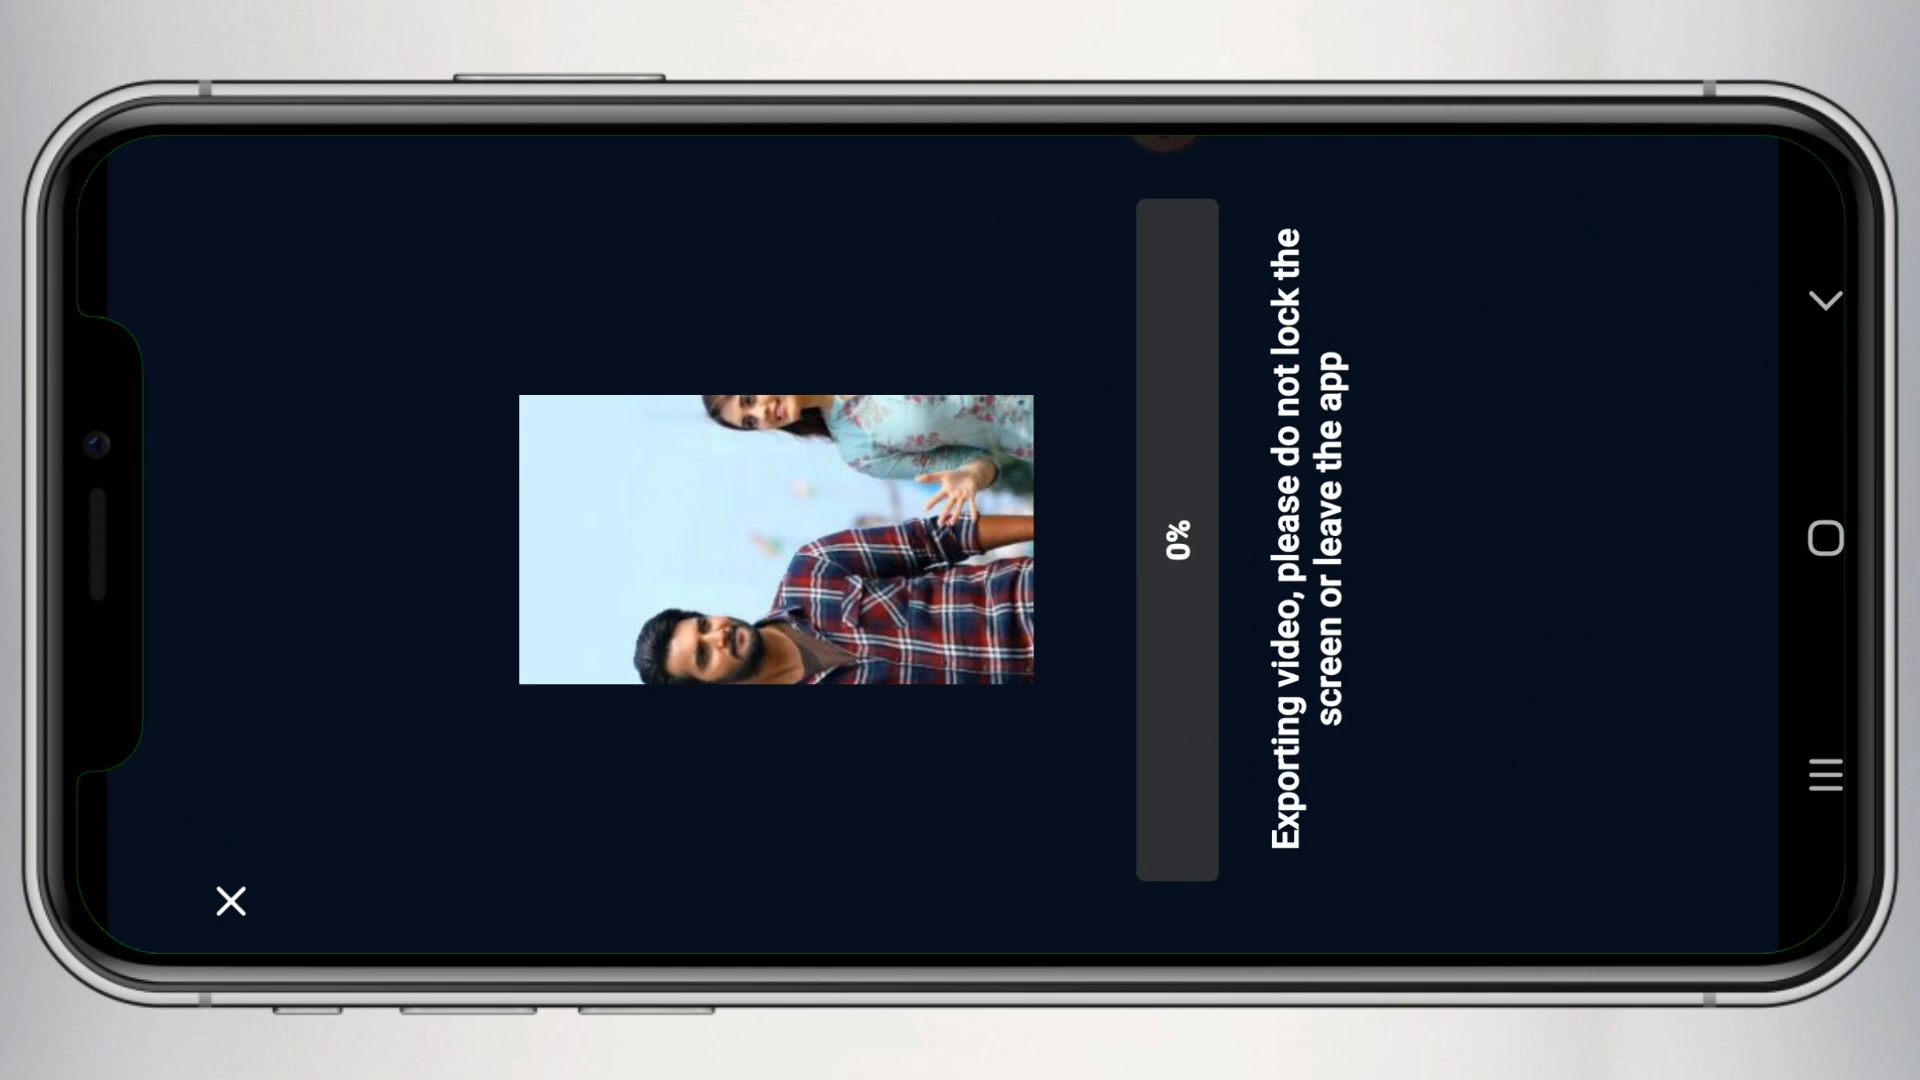 0%
Exporting video, please do not lock the
screen or leave the app